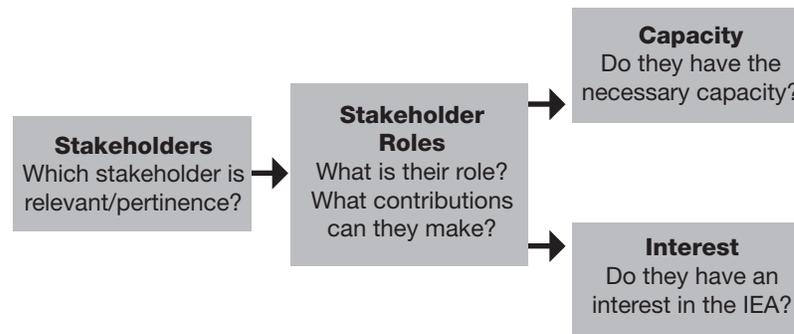 Stakeholders
Which stakeholder is
relevant/pertinence?
Stakeholder
Roles
What is their role?
What contributions
can they make?
Capacity
Do they have the
necessary capacity?
Interest
Do they have an
interest in the IEA?